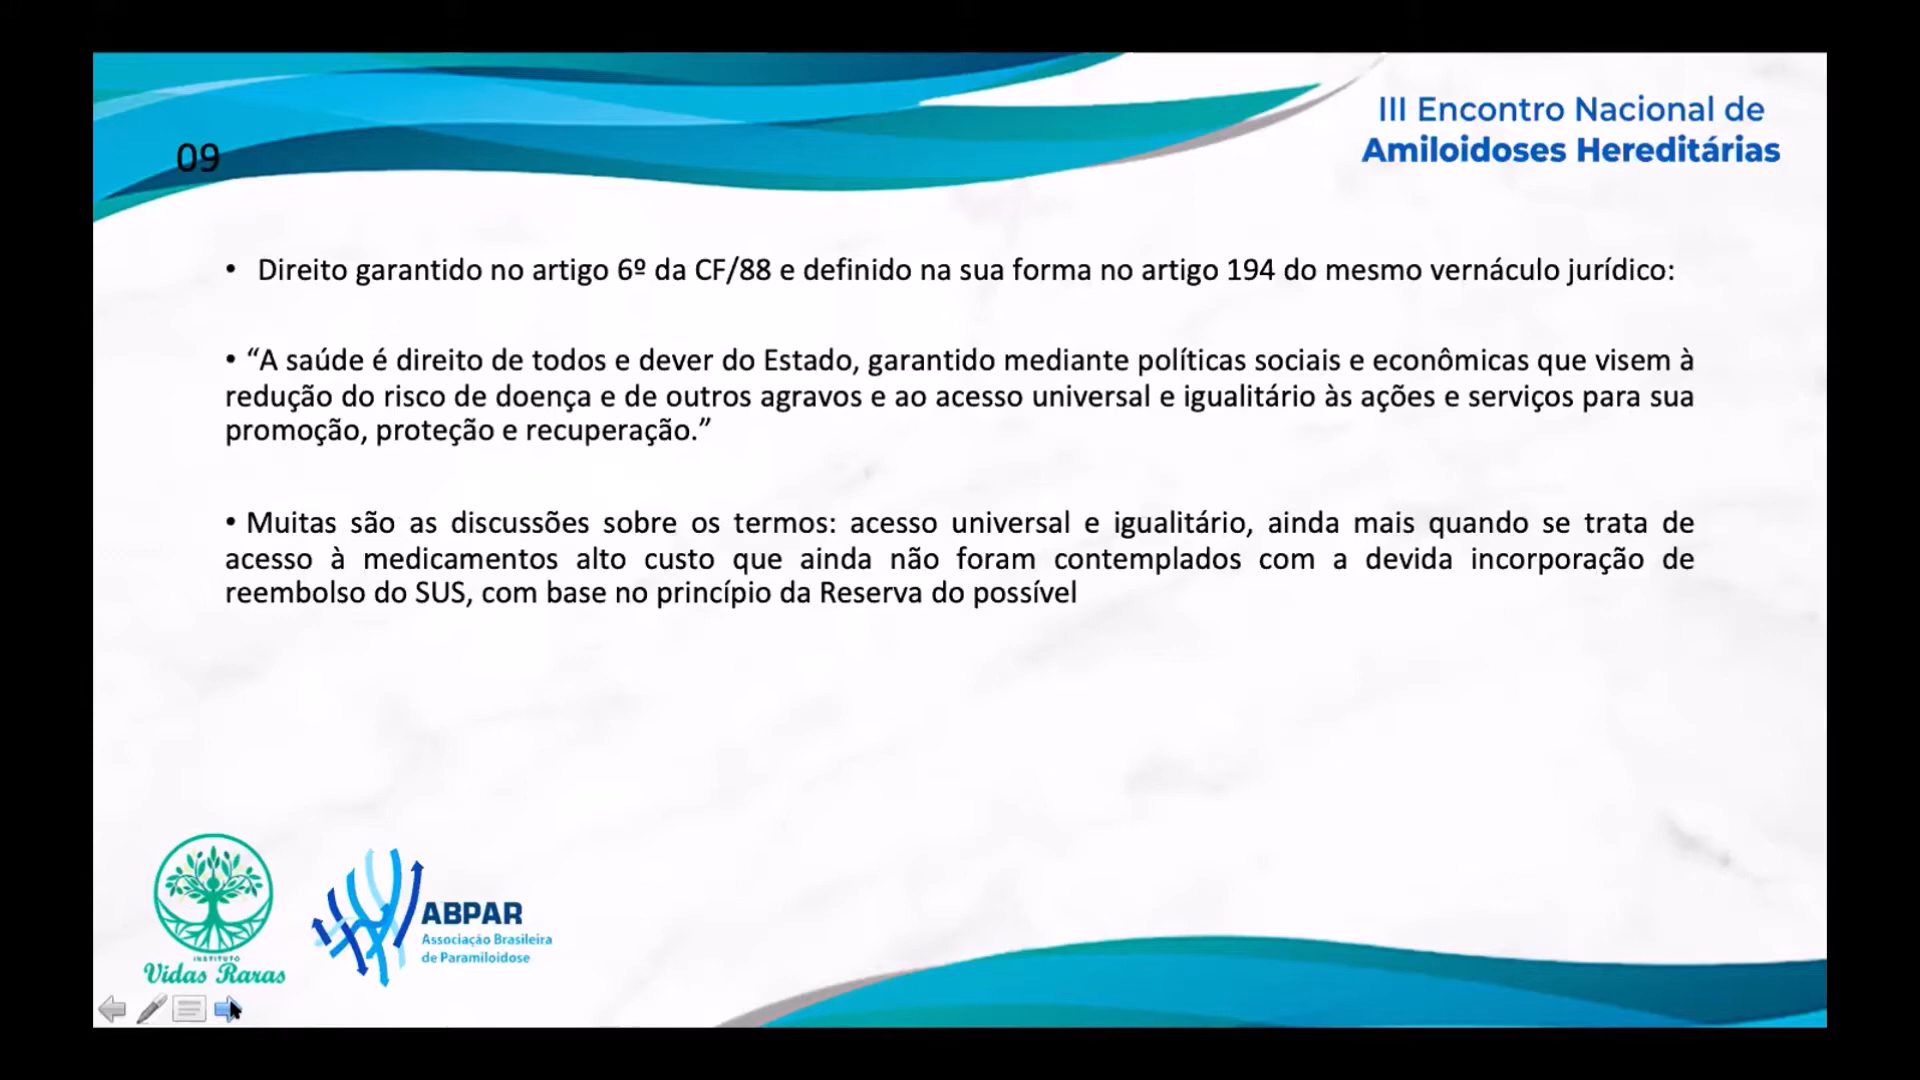 III Encontro Nacional de
Amiloidoses Hereditárias
09
• Direito garantido no artigo 6º da CF/88 e definido na sua forma no artigo 194 do mesmo vernáculo jurídico:
• “A saúde é direito de todos e dever do Estado, garantido mediante políticas sociais e econômicas que visem à
redução do risco de doença e de outros agravos e ao acesso universal e igualitário às ações e serviços para sua
promoção, proteção e recuperação.”
• Muitas são as discussões sobre os termos: acesso universal e igualitário, ainda mais quando se trata de
acesso à medicamentos alto custo que ainda não foram contemplados com a devida incorporação de
reembolso do SUS, com base no princípio da Reserva do possível
INSTITUTO
Vidas Raras
ABPAR
Associação Brasileira
de Paramiloidose